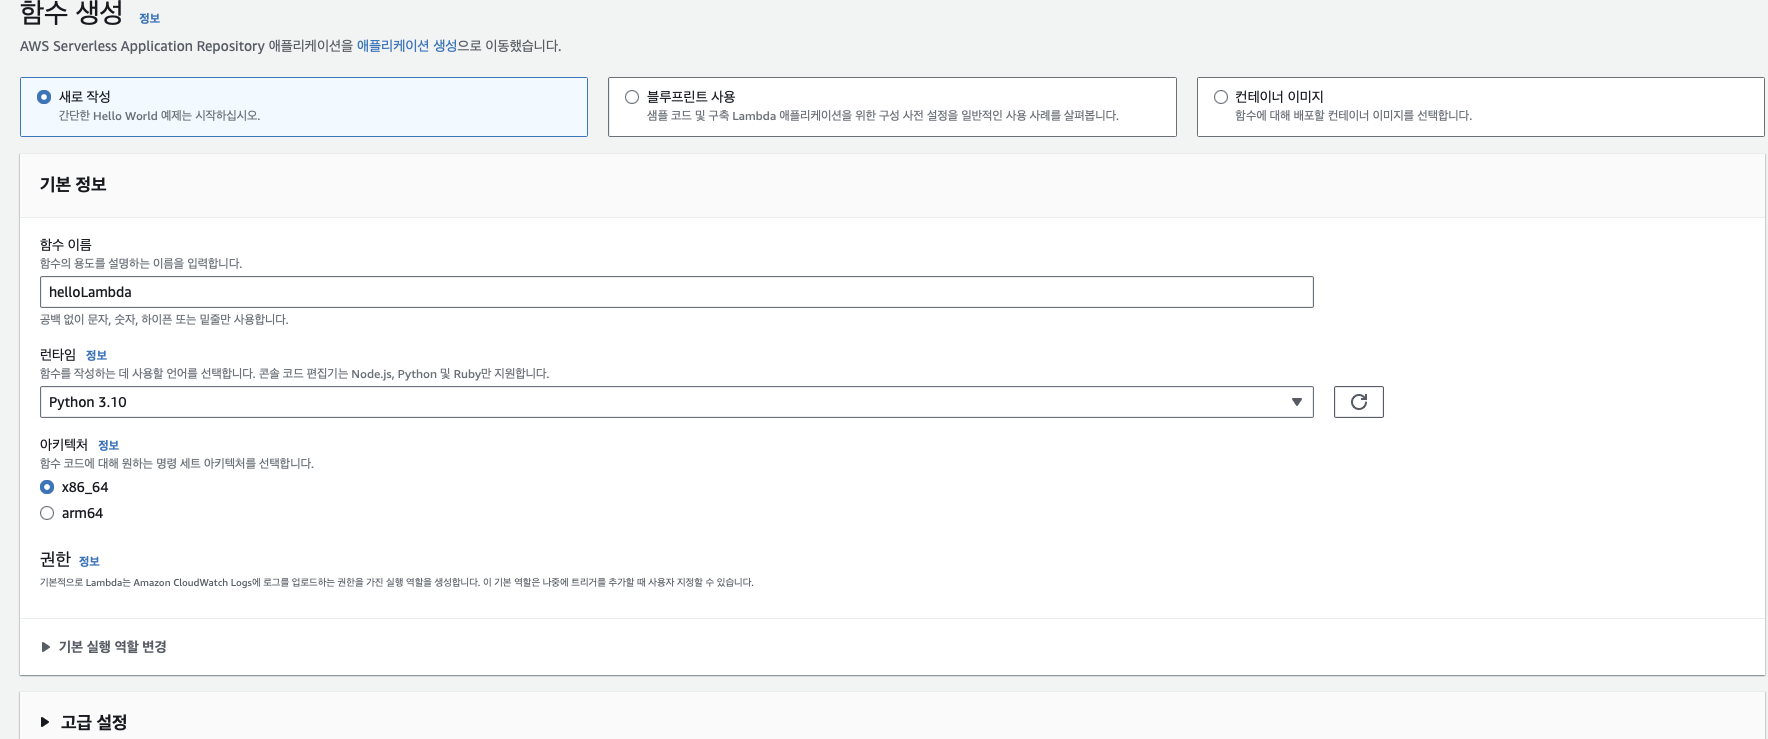 함수 생성 정보
AWS Serverless Application Repository 애플리케이션을 애플리케이션 생성으로 이동했습니다.
새로 작성
간단한 Hello World 예제는 시작하십시오.
블루프린트 사용
샘플 코드 및 구축 Lambda 애플리케이션을 위한 구성 사전 설정을 일반적인 사용 사례를 살펴봅니다.
컨테이너 이미지
함수에 대해 배포할 컨테이너 이미지를 선택합니다.
기본 정보
함수 이름
함수의 용도를 설명하는 이름을 입력합니다.
helloLambda
공백 없이 문자, 숫자, 하이픈 또는 밑줄만 사용합니다.
런타임 정보
함수를 작성하는 데 사용할 언어를 선택합니다. 콘솔 코드 편집기는 Node.js, Python 및 Ruby만 지원합니다.
Python 3.10
아키텍처 정보
함수 코드에 대해 원하는 명령 세트 아키텍처를 선택합니다.
x86_64
arm64
권한 정보
기본적으로 Lambda는 Amazon CloudWatch Logs에 로그를 업로드하는 권한을 가진 실행 역할을 생성합니다. 이 기본 역할은 나중에 트리거를 추가할 때 사용자 지정할 수 있습니다.
기본 실행 역할 변경
고급 설정